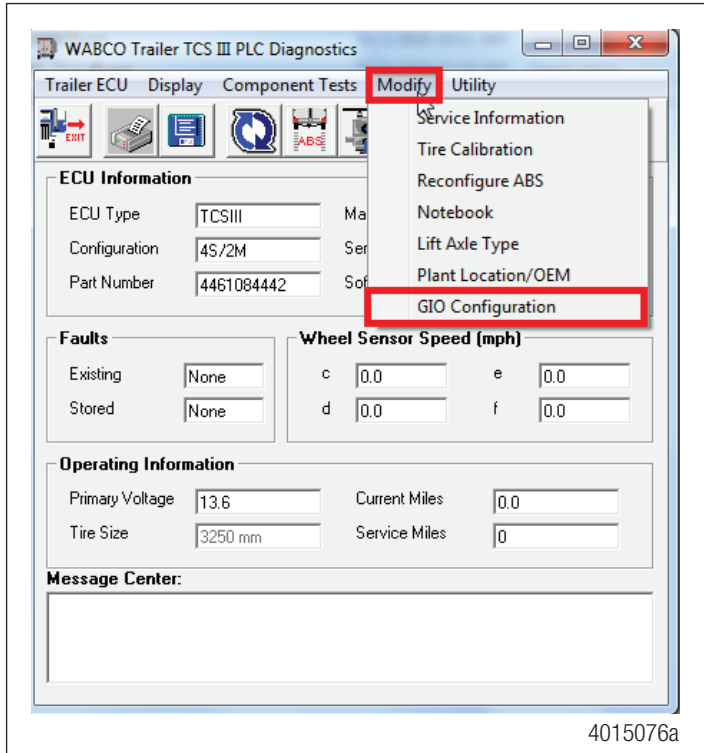 WABCO Trailer TCS III PLC Diagnostics
Trailer ECU Display Component Tests Modify Utility
EXIT ABS
Service Information
Tire Calibration
Reconfigure ABS
Notebook
Lift Axle Type
Plant Location/OEM
GIO Configuration
ECU Information
ECU Type TCSIII Ma
Configuration 4S/2M Ser
Part Number 4461084442 Sof
Faults
Existing None
Stored None
Wheel Sensor Speed (mph)
c 0.0 e 0.0
d 0.0 f 0.0
Operating Information
Primary Voltage 13.6 Current Miles 0.0
Tire Size 3250 mm Service Miles 0
Message Center:
4015076a